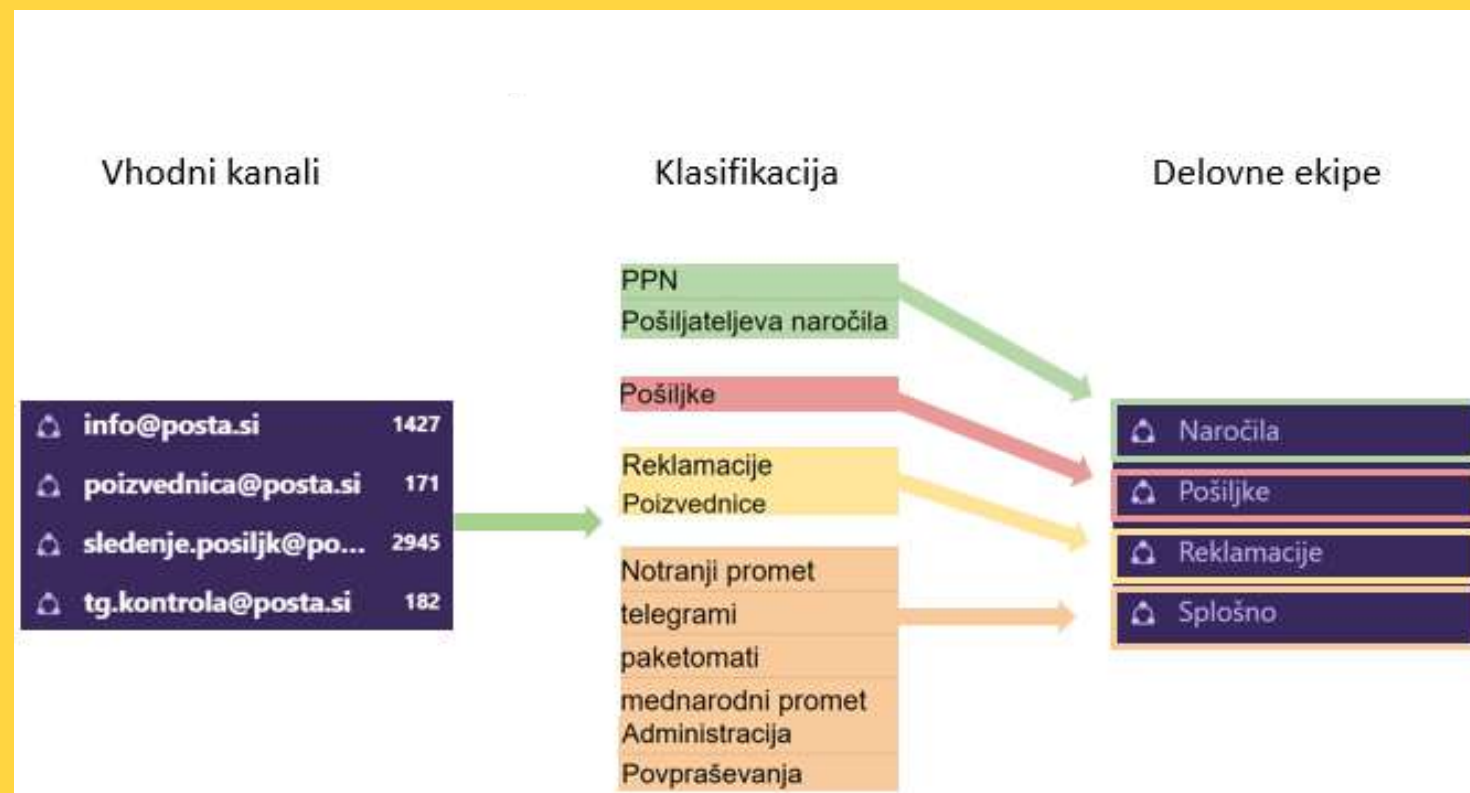 Vhodni kanali
Klasifikacija
Delovne ekipe
info@posta.si 1427
poizvednica@posta.si 171
sledenje.posiljk@po... 2945
tg.kontrola@posta.si 182
PPN
Pošiljateljeva naročila
Pošiljke
Reklamacije
Poizvednice
Notranji promet
telegrami
paketomati
mednarodni promet
Administracija
Povpraševanja
Naročila
Pošiljke
Reklamacije
Splošno